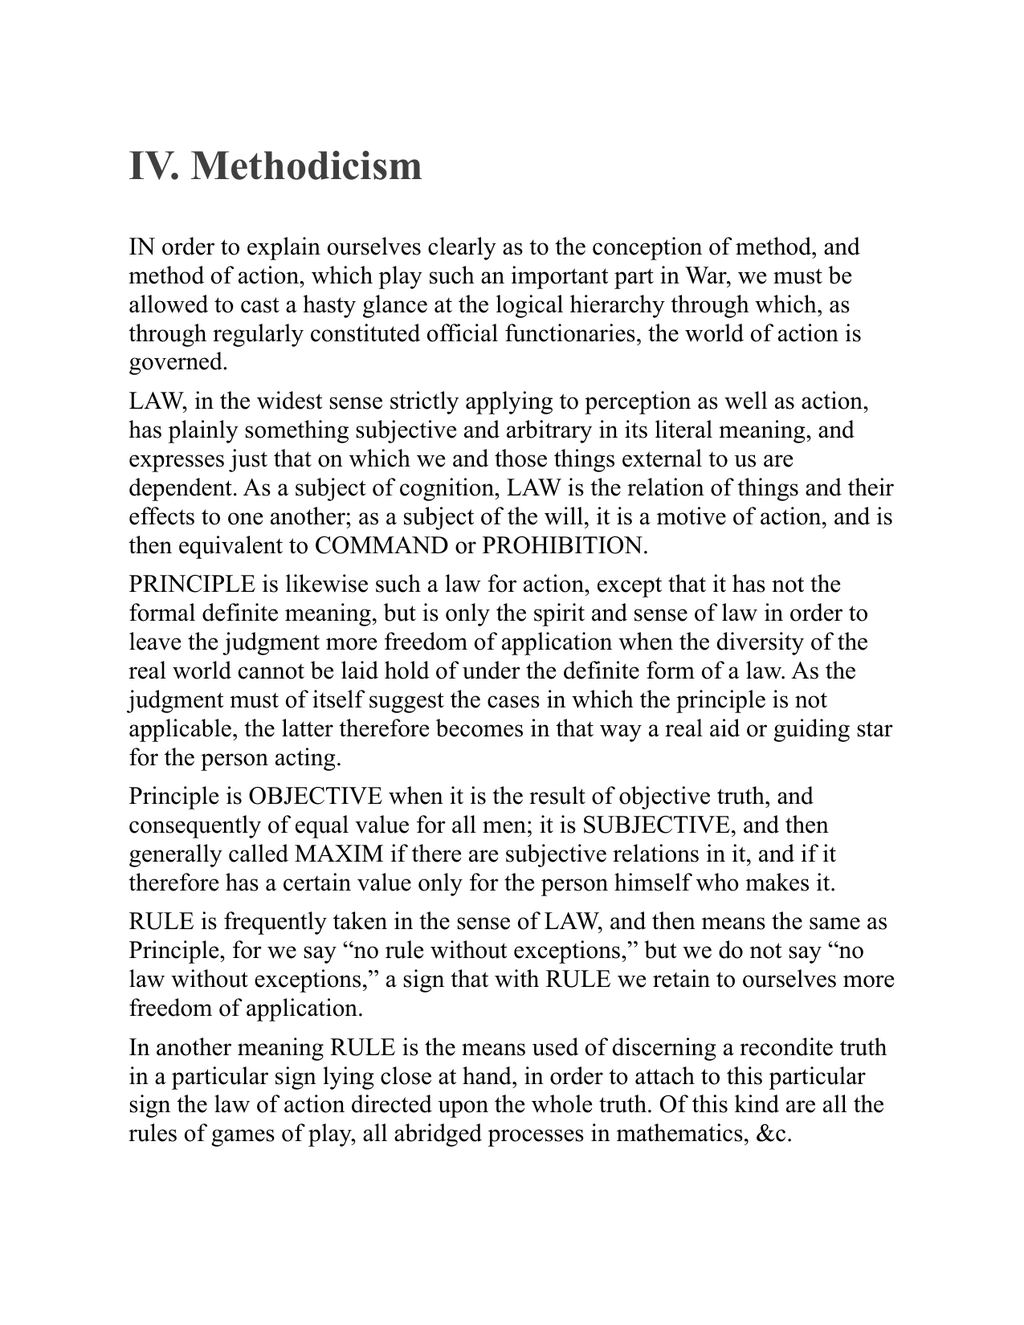 IV. Methodicism
IN order to explain ourselves clearly as to the conception of method, and
method of action, which play such an important part in War, we must be
allowed to cast a hasty glance at the logical hierarchy through which, as
through regularly constituted official functionaries, the world of action is
governed.
LAW, in the widest sense strictly applying to perception as well as action,
has plainly something subjective and arbitrary in its literal meaning, and
expresses just that on which we and those things external to us are
dependent. As a subject of cognition, LAW is the relation of things and their
effects to one another; as a subject of the will, it is a motive of action, and is
then equivalent to COMMAND or PROHIBITION.
PRINCIPLE is likewise such a law for action, except that it has not the
formal definite meaning, but is only the spirit and sense of law in order to
leave the judgment more freedom of application when the diversity of the
real world cannot be laid hold of under the definite form of a law. As the
judgment must of itself suggest the cases in which the principle is not
applicable, the latter therefore becomes in that way a real aid or guiding star
for the person acting.
Principle is OBJECTIVE when it is the result of objective truth, and
consequently of equal value for all men; it is SUBJECTIVE, and then
generally called MAXIM if there are subjective relations in it, and if it
therefore has a certain value only for the person himself who makes it.
RULE is frequently taken in the sense of LAW, and then means the same as
Principle, for we say “no rule without exceptions,” but we do not say “no
law without exceptions,” a sign that with RULE we retain to ourselves more
freedom of application.
In another meaning RULE is the means used of discerning a recondite truth
in a particular sign lying close at hand, in order to attach to this particular
sign the law of action directed upon the whole truth. Of this kind are all the
rules of games of play, all abridged processes in mathematics, &c.